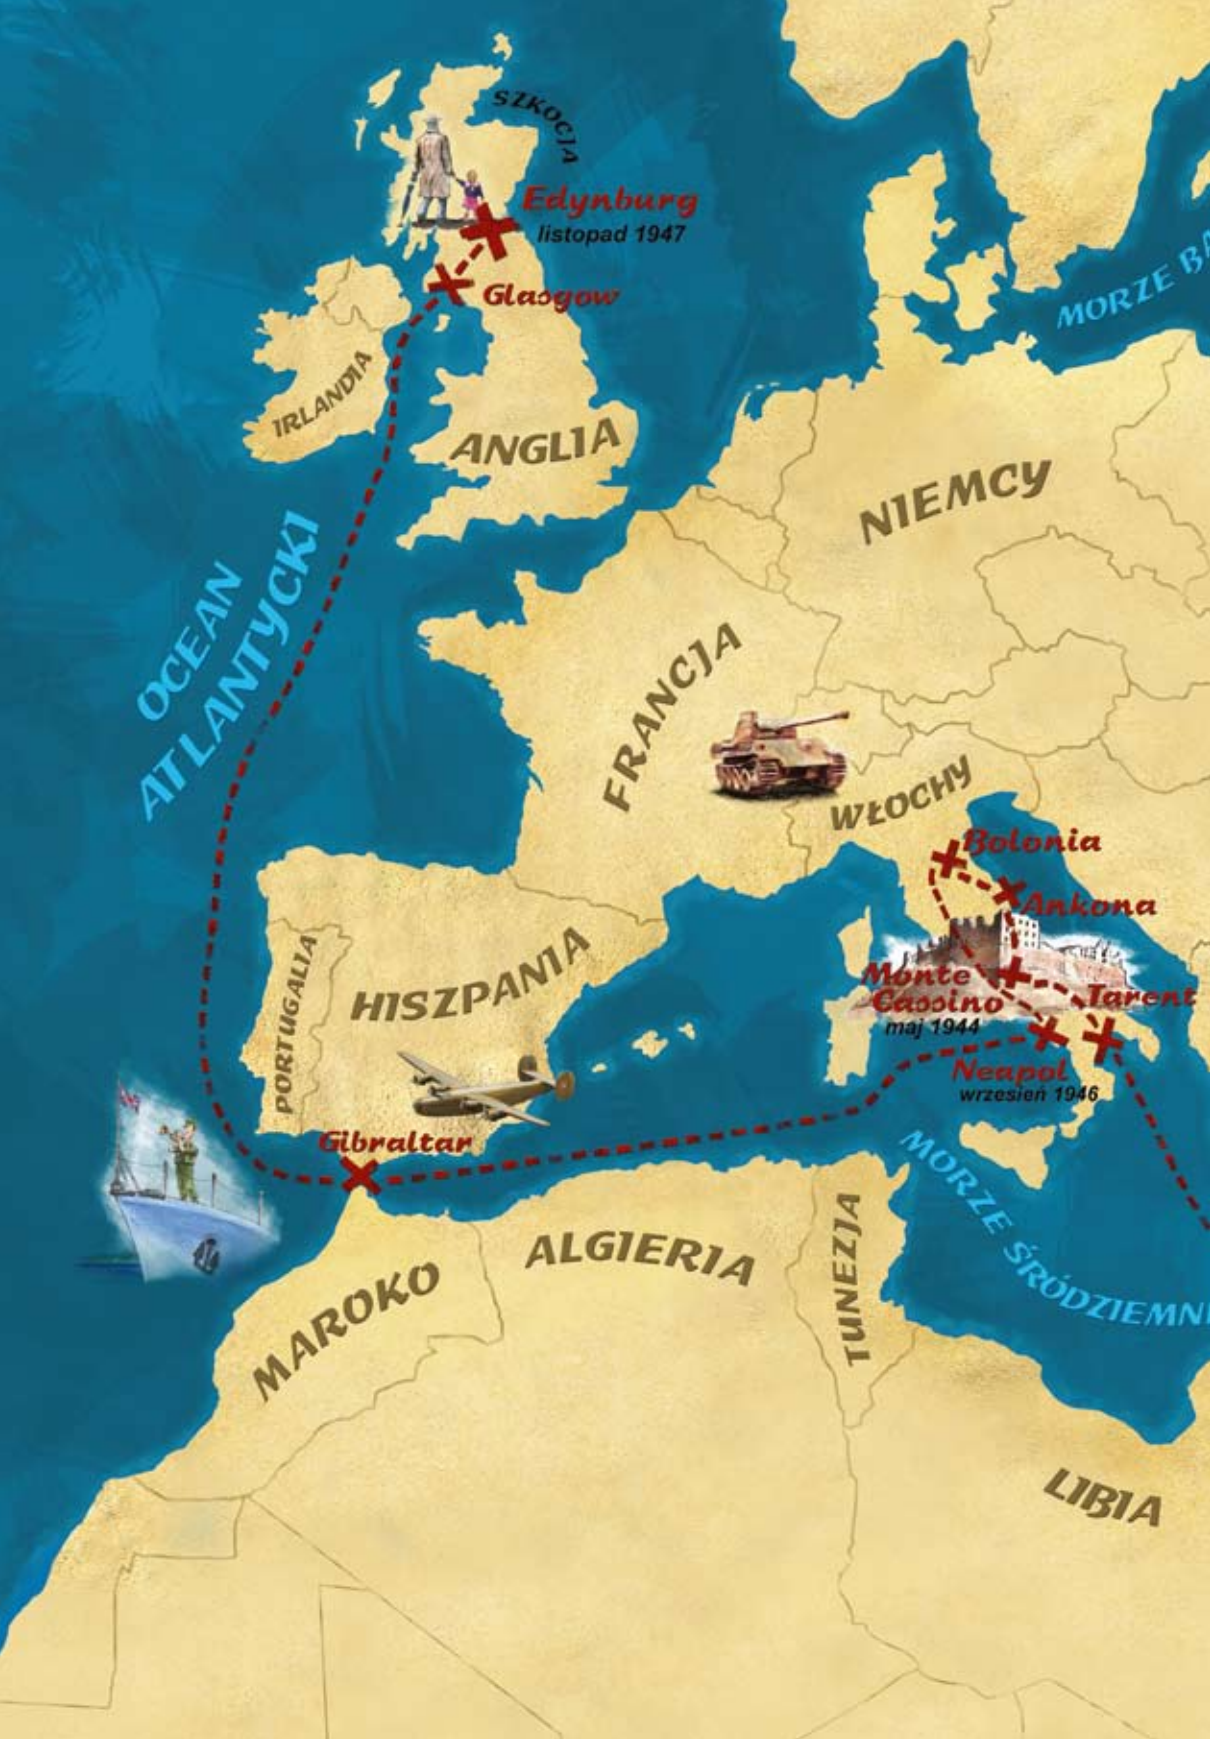 SZKOCJA
Edynburg
listopad 1947
Glasgow
MORZE BA
IRLANDIA
ANGLIA
NIEMCY
OCEAN
ATLANTYCKI
FRANCJA
WŁOCHY
Bolonia
Ankona
PORTUGALIA
HISZPANIA
Monte
Cassino
maj 1944
Tarent
Neapol
wrzesień 1946
Gibraltar
MORZE ŚRÓDZIEMN
MAROKO
ALGIERIA
TUNEZJA
LIBIA